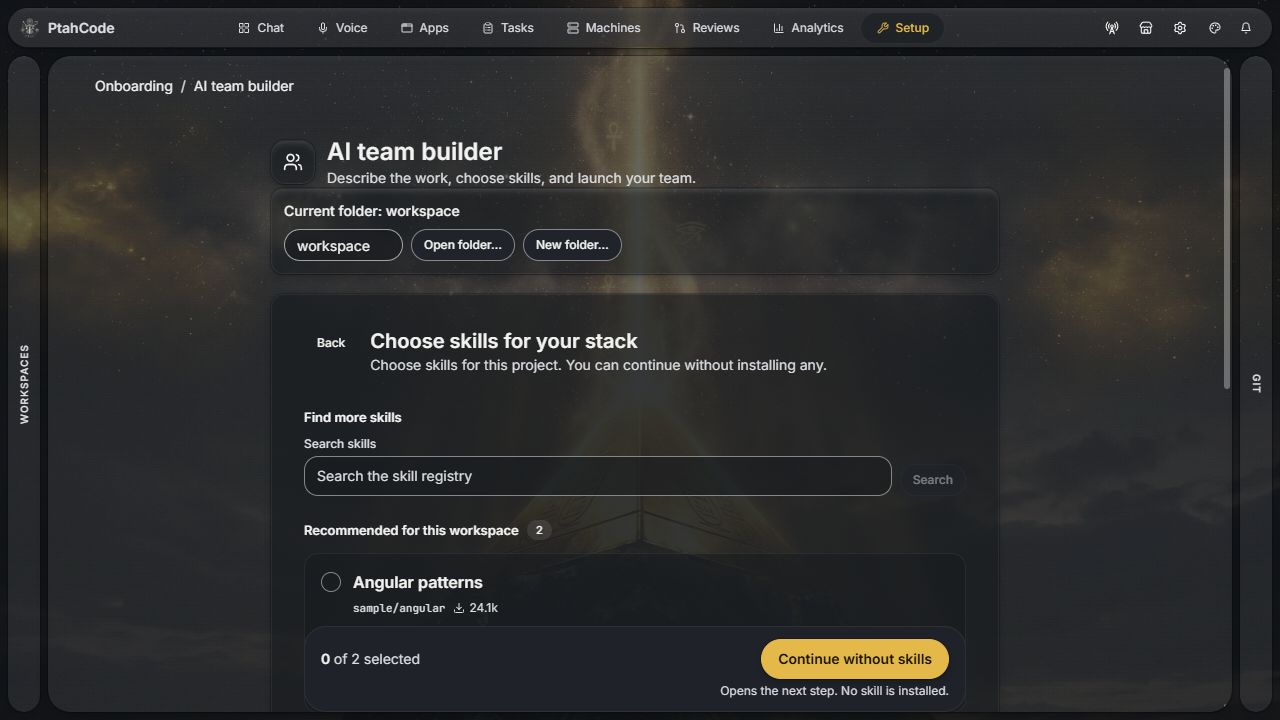 PtahCode
Chat
Voice
Apps
Tasks
Machines
Reviews
Analytics
Setup
Onboarding / AI team builder
AI team builder
Describe the work, choose skills, and launch your team.
Current folder: workspace
workspace
Open folder...
New folder...
WORKSPACES
GIT
Back
Choose skills for your stack
Choose skills for this project. You can continue without installing any.
Find more skills
Search skills
Search the skill registry
Search
Recommended for this workspace 2
Angular patterns
sample/angular 24.1k
0 of 2 selected
Continue without skills
Opens the next step. No skill is installed.